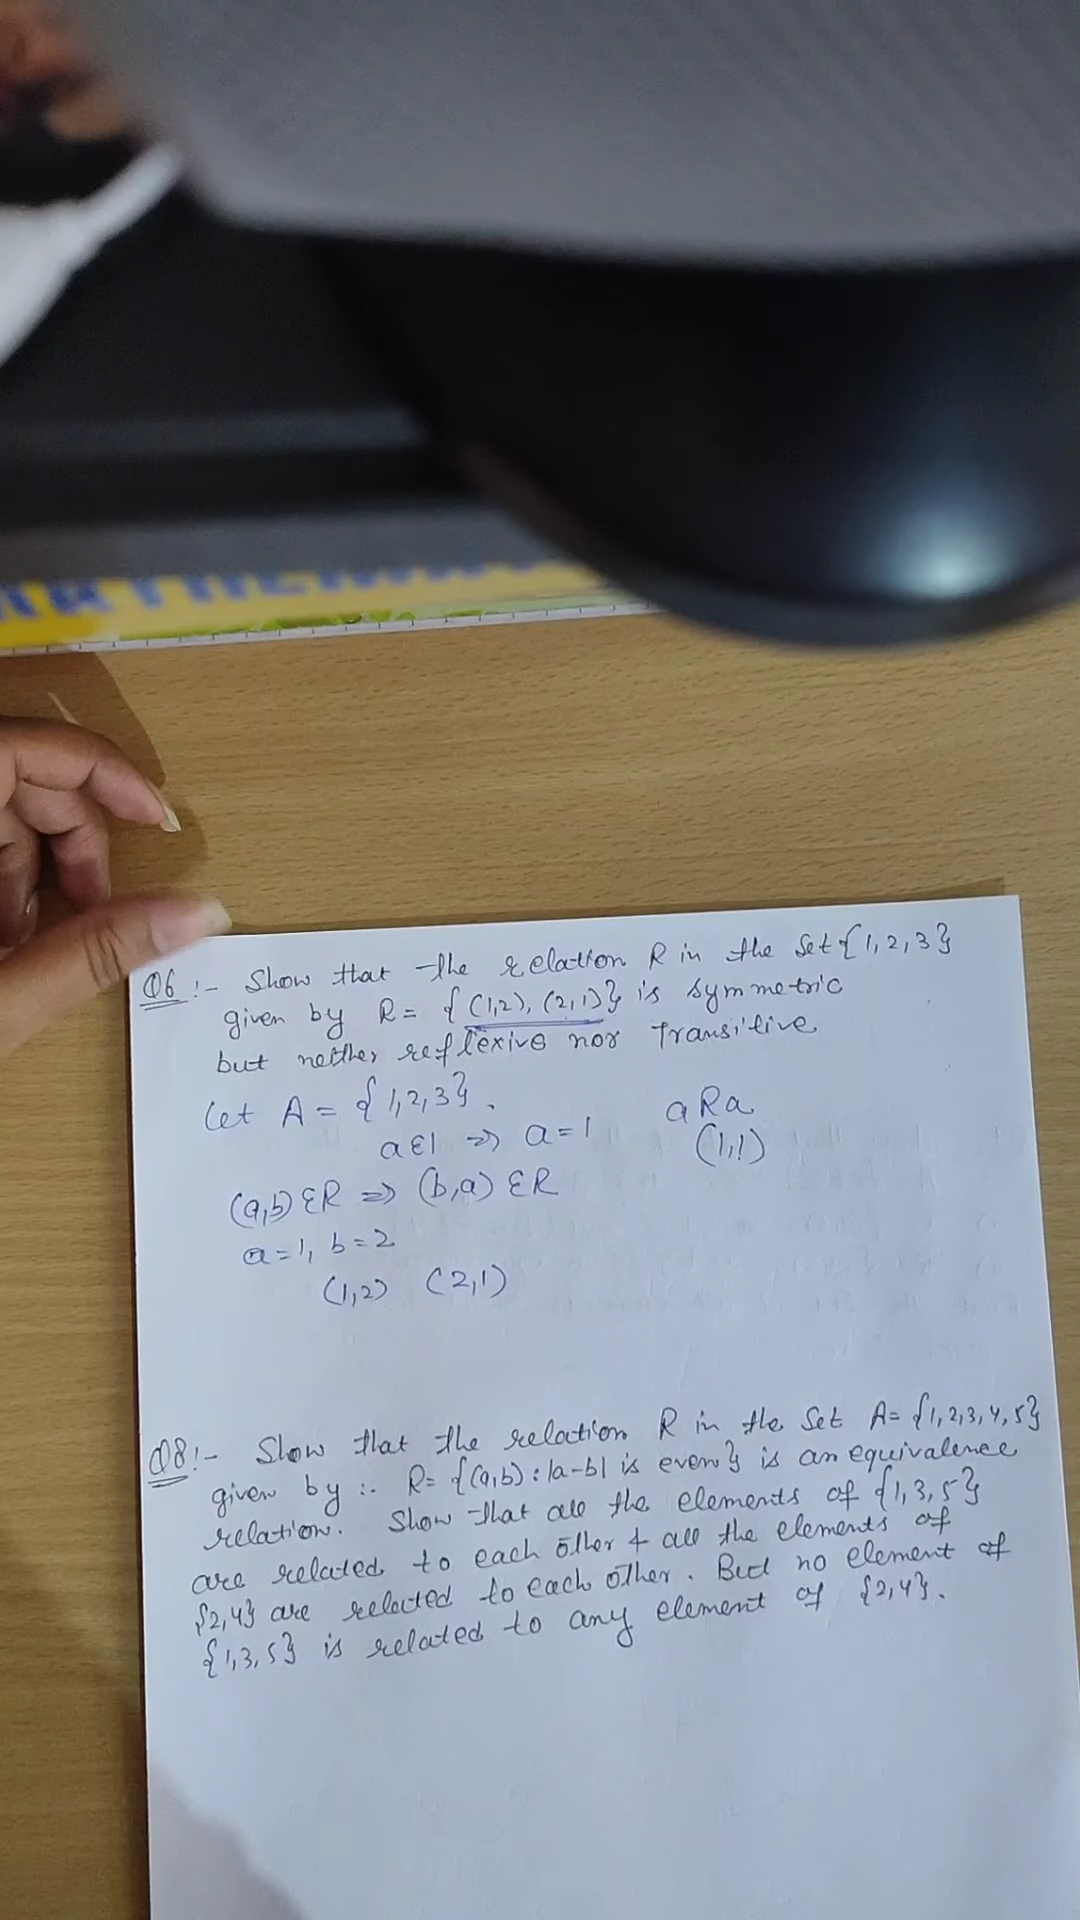 Q6 :- Show that the relation R in the set {1,2,3}
given by R= {(1,2), (2,1)} is symmetric
but neither reflexive nor transitive
Let A = {1,2,3}.
aRa
aƐ1 => a=1
(1,1)
(a,b) ƐR => (b,a) ƐR
a=1, b=2
(1,2) (2,1)
Q8 :- Show that the relation R in the set A= {1,2,3,4,5}
given by :- R= {(a,b) : |a-b| is even} is an equivalence
relation. Show that all the elements of {1,3,5}
are related to each other & all the elements of
{2,4} are related to each other. But no element of
{1,3,5} is related to any element of {2,4}.